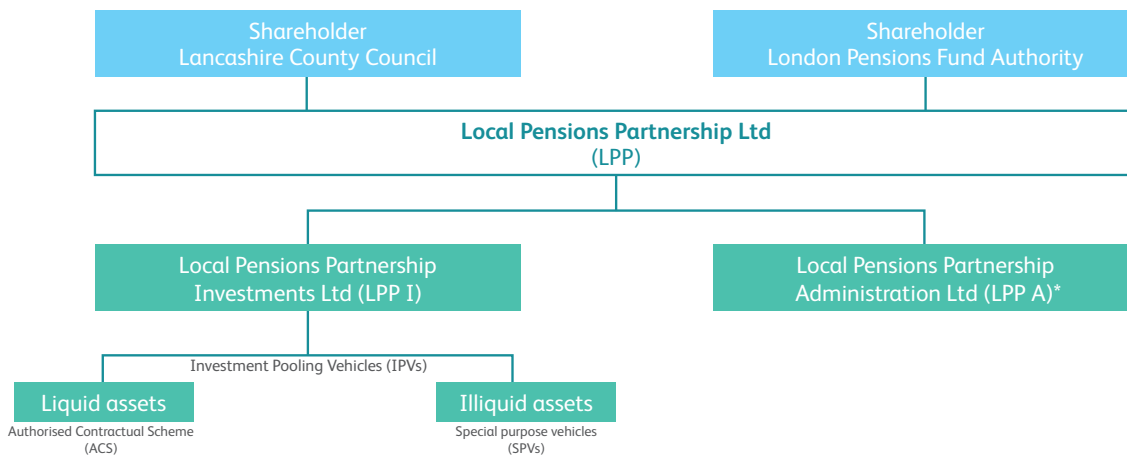 Shareholder
Lancashire County Council
Shareholder
London Pensions Fund Authority
Local Pensions Partnership Ltd
(LPP)
Local Pensions Partnership
Investments Ltd (LPP I)
Local Pensions Partnership
Administration Ltd (LPP A)*
Investment Pooling Vehicles (IPVs)
Liquid assets
Authorised Contractual Scheme
(ACS)
Illiquid assets
Special purpose vehicles
(SPVs)